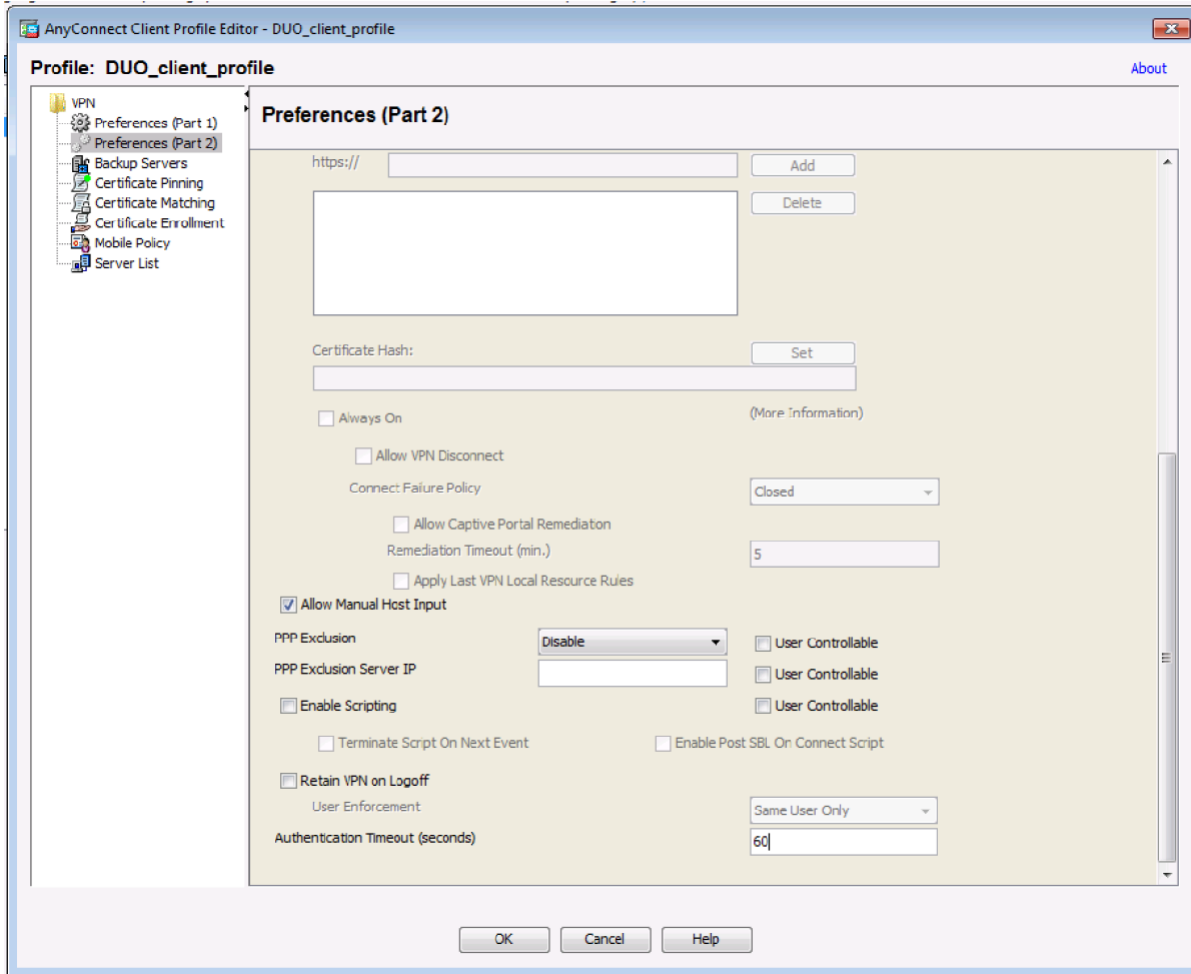 AnyConnect Client Profile Editor - DUO_client_profile
Profile: DUO_client_profile
About
VPN
Preferences (Part 1)
Preferences (Part 2)
Backup Servers
Certificate Pinning
Certificate Matching
Certificate Enrollment
Mobile Policy
Server List
Preferences (Part 2)
https://
Add
Delete
Certificate Hash:
Set
Always On
(More Information)
Allow VPN Disconnect
Connect Failure Policy
Closed
Allow Captive Portal Remediation
Remediation Timeout (min.)
5
Apply Last VPN Local Resource Rules
Allow Manual Host Input
PPP Exclusion
Disable
User Controllable
PPP Exclusion Server IP
User Controllable
Enable Scripting
User Controllable
Terminate Script On Next Event
Enable Post SBL On Connect Script
Retain VPN on Logoff
User Enforcement
Same User Only
Authentication Timeout (seconds)
60
OK
Cancel
Help